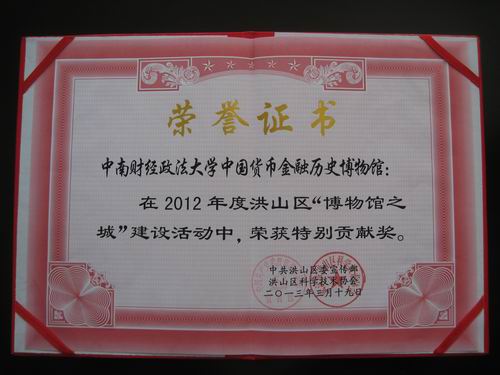 荣誉证书
中南财经政法大学中国货币金融历史博物馆：
在2012年度洪山区“博物馆之
城”建设活动中，荣获特别贡献奖。
中共洪山区委宣传部
洪山区科学技术协会
二〇一三年三月十九日